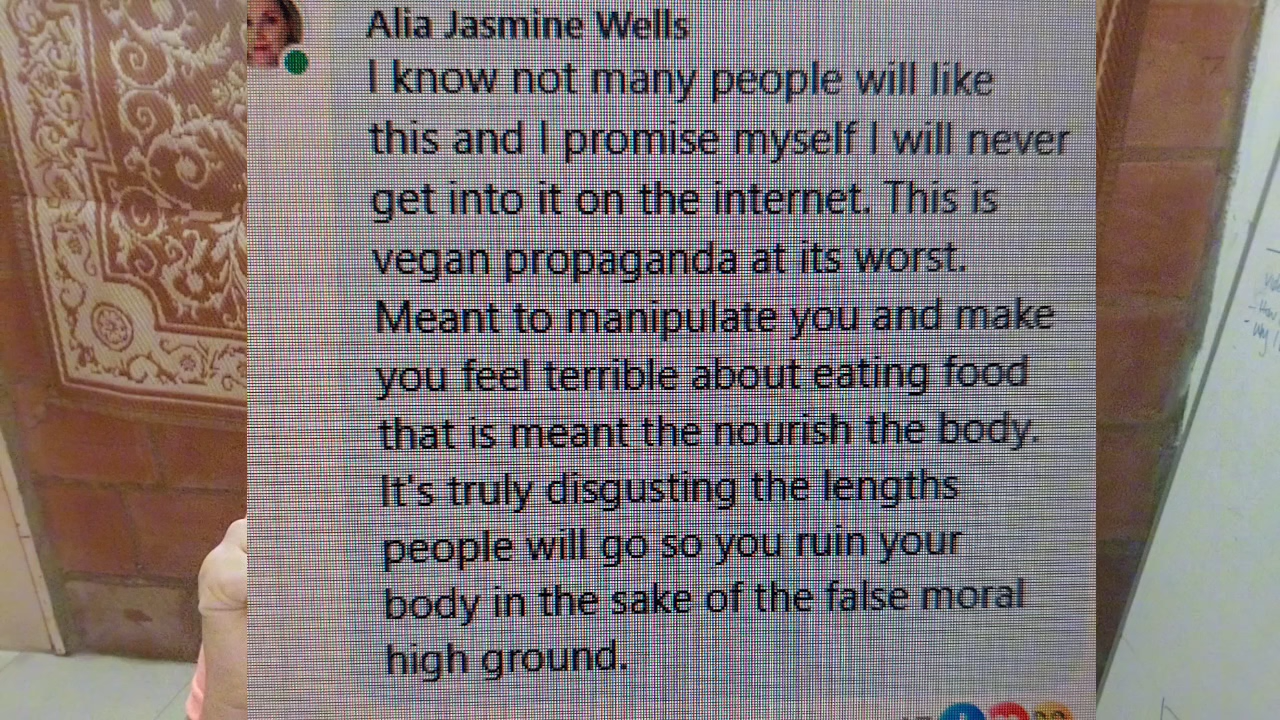 Alia Jasmine Wells
I know not many people will like
this and I promise myself I will never
get into it on the internet. This is
vegan propaganda at its worst.
Meant to manipulate you and make
you feel terrible about eating food
that is meant the nourish the body.
It's truly disgusting the lengths
people will go so you ruin your
body in the sake of the false moral
high ground.